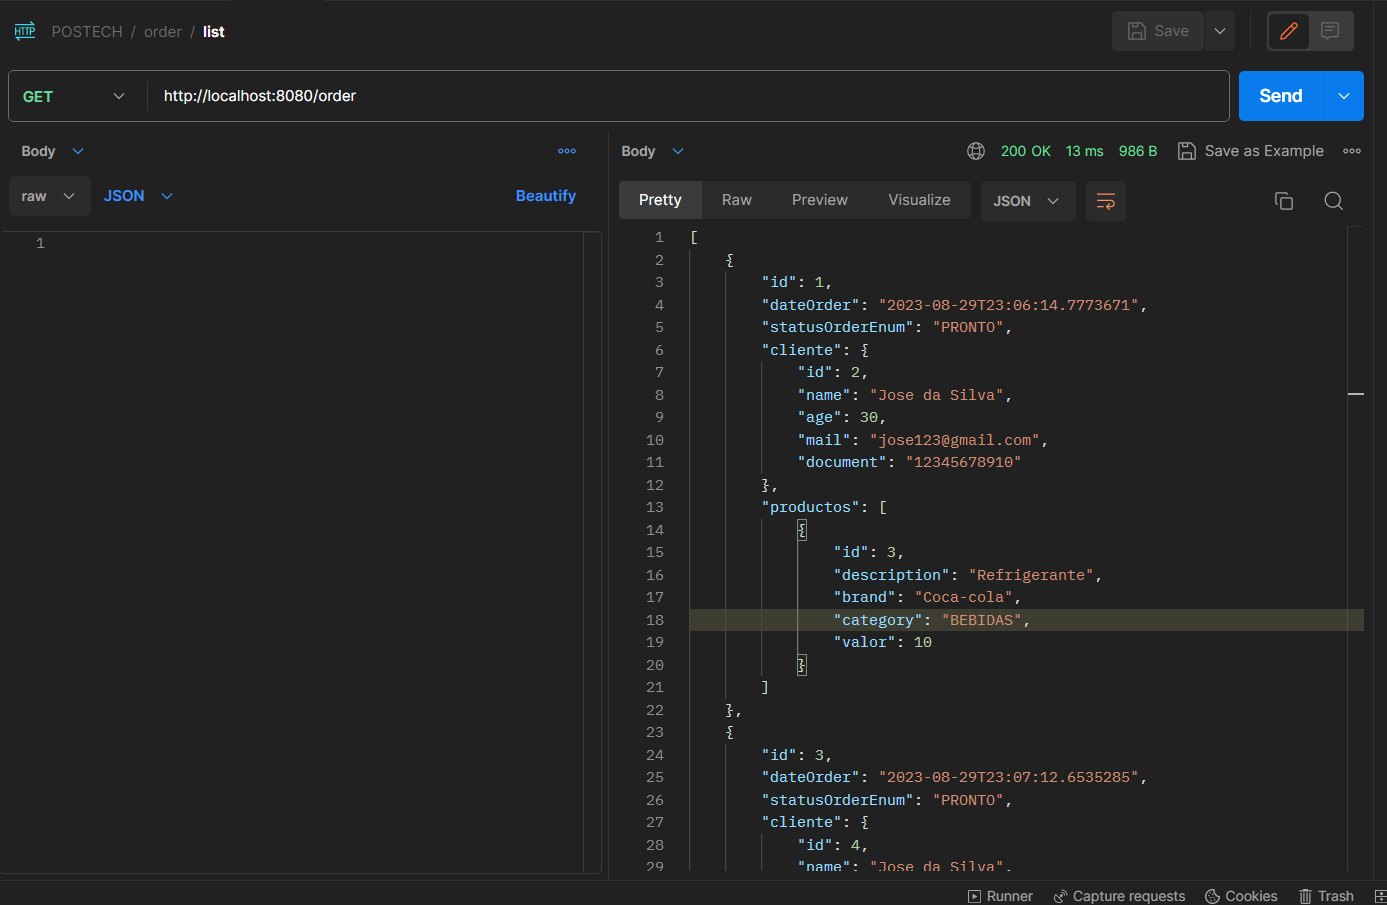 HTTP POSTECH / order / list Save
GET http://localhost:8080/order Send
Body
raw JSON Beautify
1
Body 200 OK 13 ms 986 B Save as Example
Pretty Raw Preview Visualize JSON
1 [
2 {
3 "id": 1,
4 "dateOrder": "2023-08-29T23:06:14.7773671",
5 "statusOrderEnum": "PRONTO",
6 "cliente": {
7 "id": 2,
8 "name": "Jose da Silva",
9 "age": 30,
10 "mail": "jose123@gmail.com",
11 "document": "12345678910"
12 },
13 "productos": [
14 {
15 "id": 3,
16 "description": "Refrigerante",
17 "brand": "Coca-cola",
18 "category": "BEBIDAS",
19 "valor": 10
20 }
21 ]
22 },
23 {
24 "id": 3,
25 "dateOrder": "2023-08-29T23:07:12.6535285",
26 "statusOrderEnum": "PRONTO",
27 "cliente": {
28 "id": 4,
29 "name": "Jose da Silva",
Runner Capture requests Cookies Trash